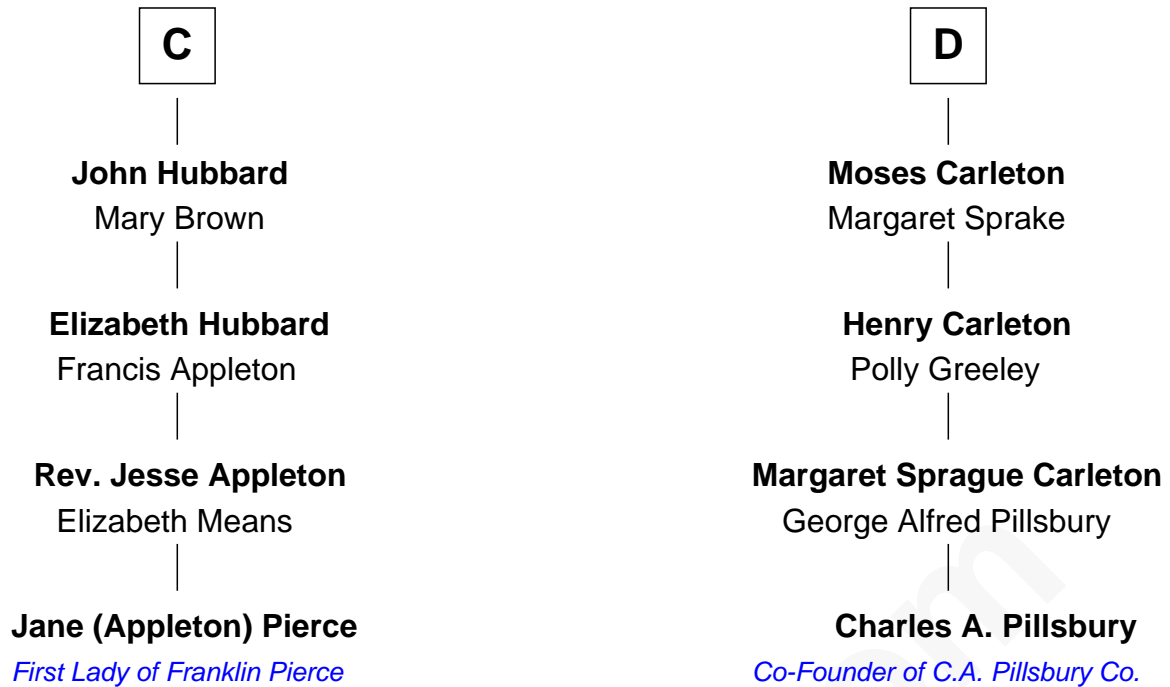 C
John Hubbard
Mary Brown
Elizabeth Hubbard
Francis Appleton
Rev. Jesse Appleton
Elizabeth Means
Jane (Appleton) Pierce
First Lady of Franklin Pierce
D
Moses Carleton
Margaret Sprake
Henry Carleton
Polly Greeley
Margaret Sprague Carleton
George Alfred Pillsbury
Charles A. Pillsbury
Co-Founder of C.A. Pillsbury Co.